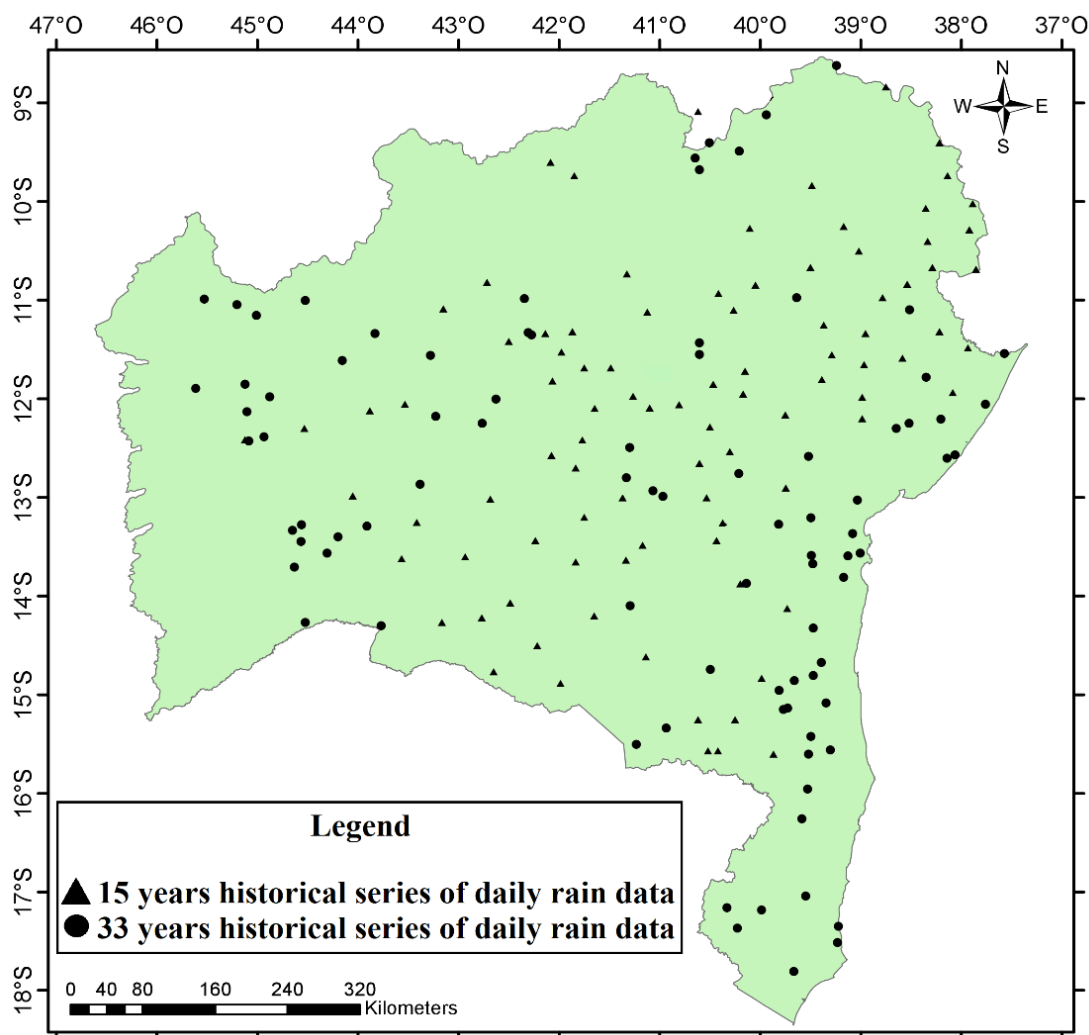 47°O 46°O 45°O 44°O 43°O 42°O 41°O 40°O 39°O 38°O 37°O
N
W E
S
9°S
10°S
11°S
12°S
13°S
14°S
15°S
16°S
17°S
18°S
Legend
15 years historical series of daily rain data
33 years historical series of daily rain data
0 40 80 160 240 320
Kilometers